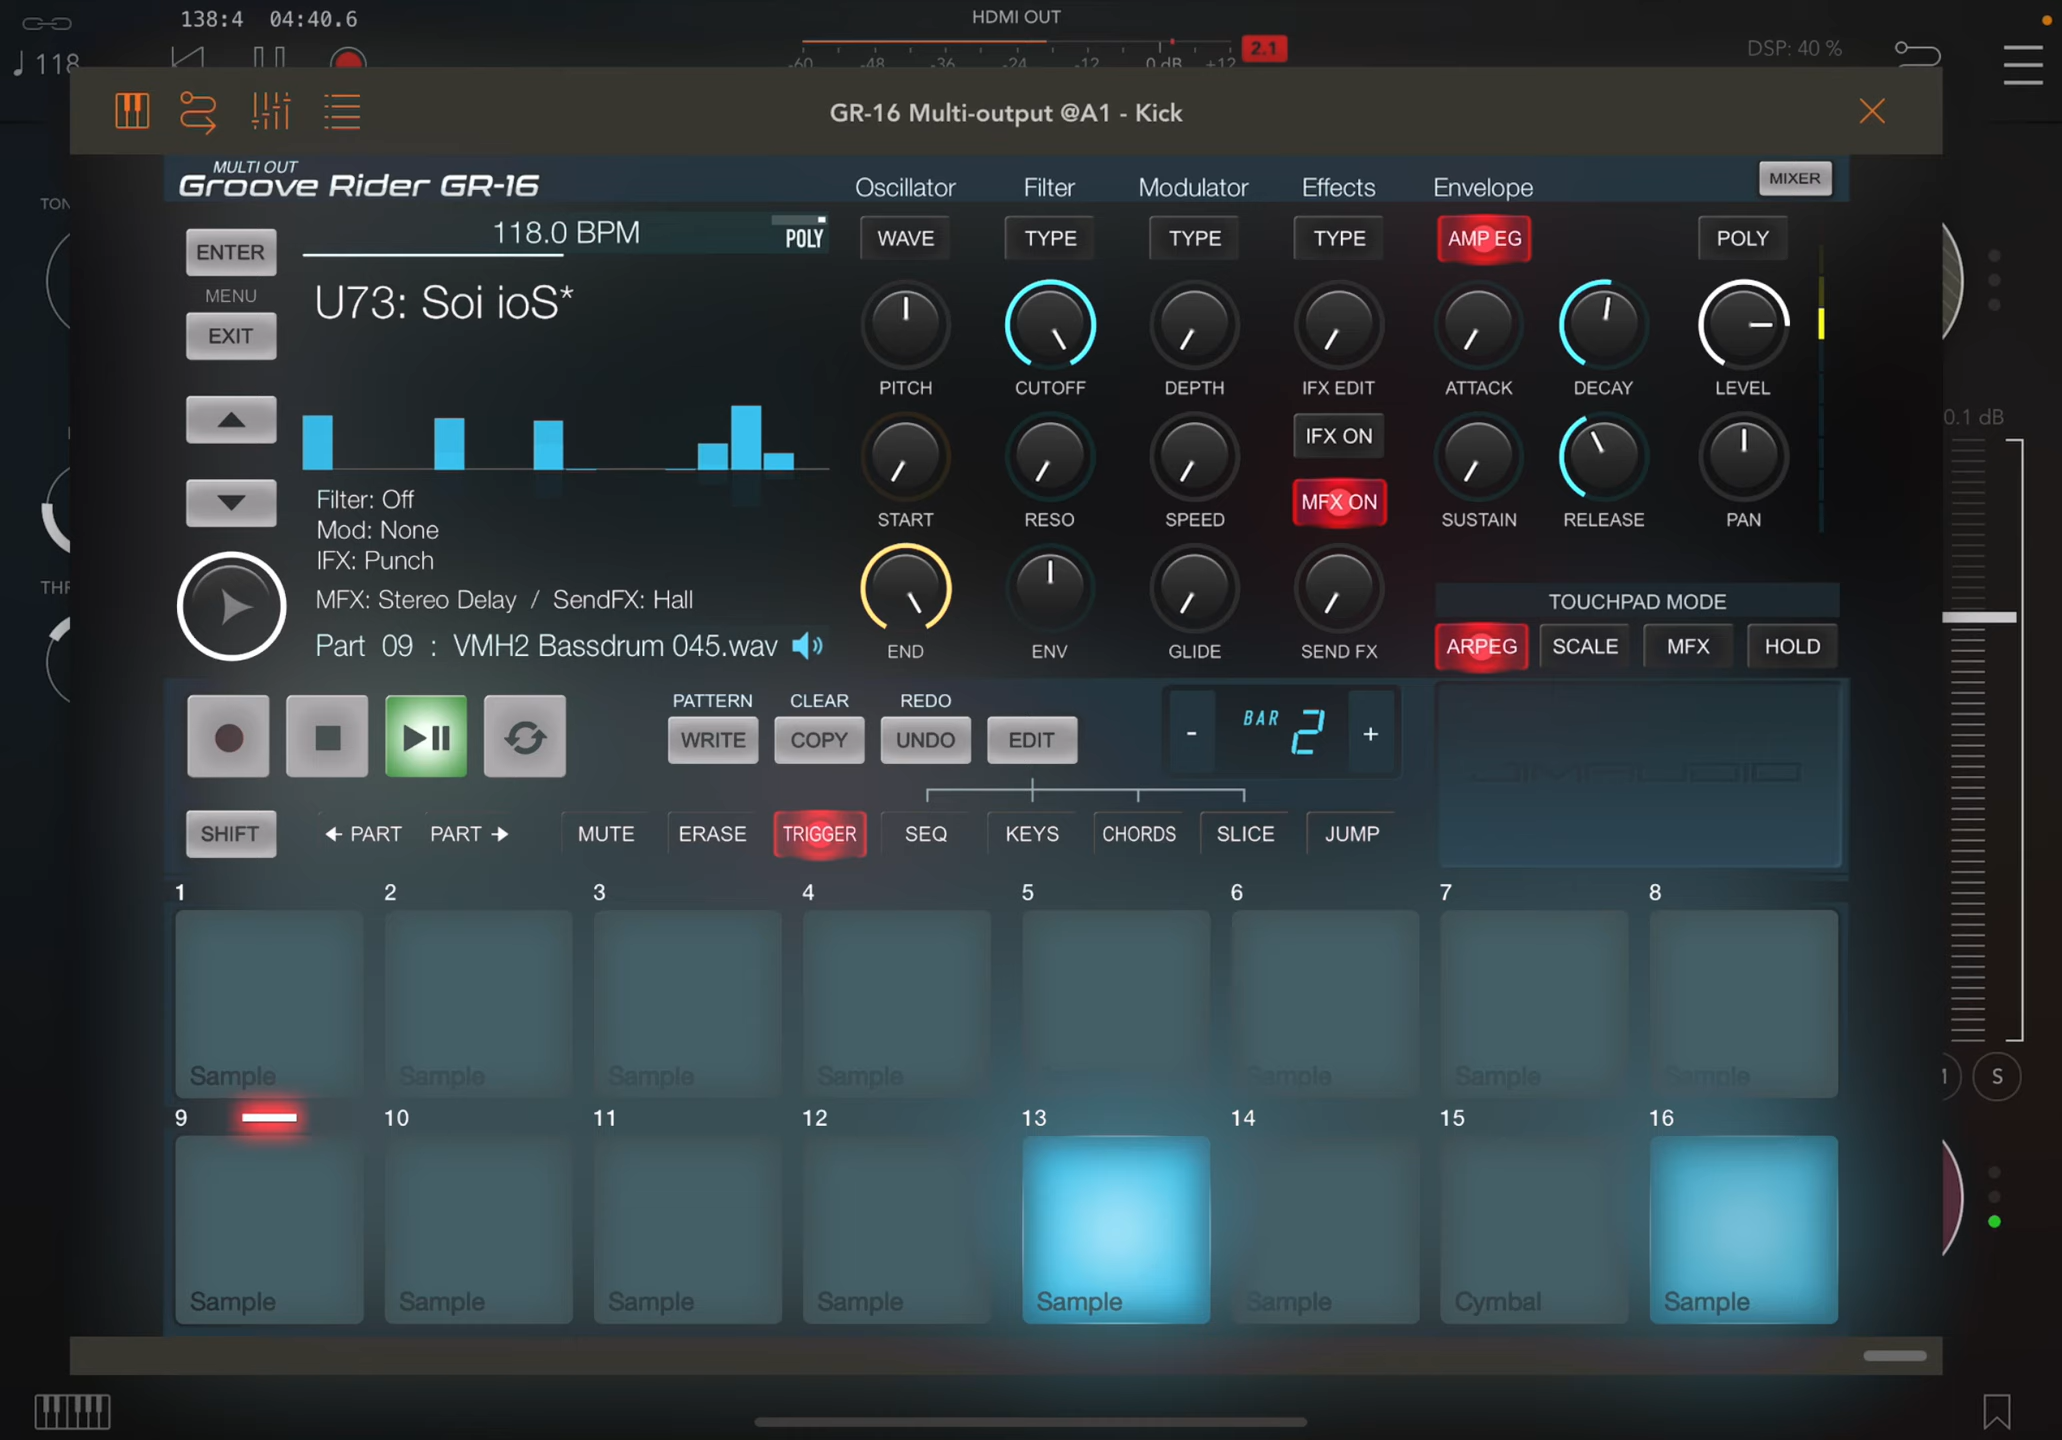 138:4 04:40.6
HDMI OUT
118
-60 -48 -36 -24 -12 0 dB +12
2.1
DSP: 40 %
GR-16 Multi-output @A1 - Kick
MULTI OUT
Groove Rider GR-16
Oscillator Filter Modulator Effects Envelope
MIXER
ENTER
MENU
EXIT
118.0 BPM
POLY
U73: Soi ioS*
Filter: Off
Mod: None
IFX: Punch
MFX: Stereo Delay / SendFX: Hall
Part 09 : VMH2 Bassdrum 045.wav
WAVE TYPE TYPE TYPE AMP EG POLY
PITCH CUTOFF DEPTH IFX EDIT ATTACK DECAY LEVEL
IFX ON
MFX ON
START RESO SPEED SUSTAIN RELEASE PAN
END ENV GLIDE SEND FX
TOUCHPAD MODE
ARPEG SCALE MFX HOLD
0.1 dB
PATTERN CLEAR REDO
WRITE COPY UNDO EDIT
- BAR 2 +
JIMAUDIO
SHIFT PART PART MUTE ERASE TRIGGER SEQ KEYS CHORDS SLICE JUMP
1 2 3 4 5 6 7 8
Sample Sample Sample Sample Sample Sample Sample
S
9 10 11 12 13 14 15 16
Sample Sample Sample Sample Sample Sample Cymbal Sample